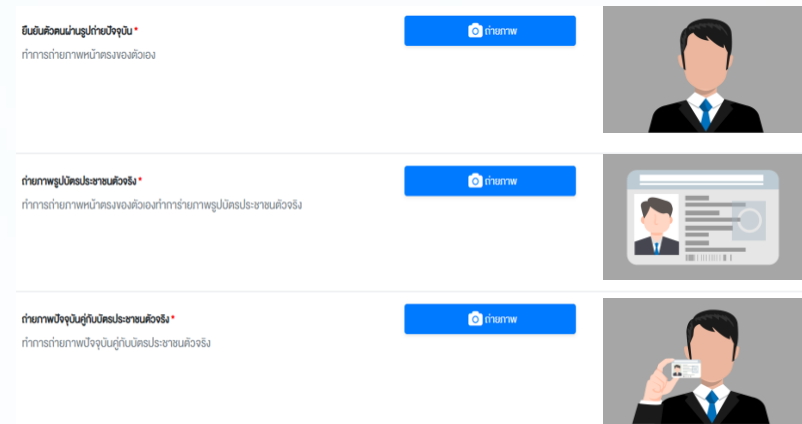 ยืนยันตัวตนผ่านรูปถ่ายปัจจุบัน *
ถ่ายภาพ
ทำการถ่ายภาพหน้าตรงของตัวเอง
ถ่ายภาพรูปบัตรประชาชนตัวจริง *
ถ่ายภาพ
ทำการถ่ายภาพหน้าตรงของตัวเองทำการถ่ายภาพรูปบัตรประชาชนตัวจริง
ถ่ายภาพปัจจุบันคู่กับบัตรประชาชนตัวจริง *
ถ่ายภาพ
ทำการถ่ายภาพปัจจุบันคู่กับบัตรประชาชนตัวจริง